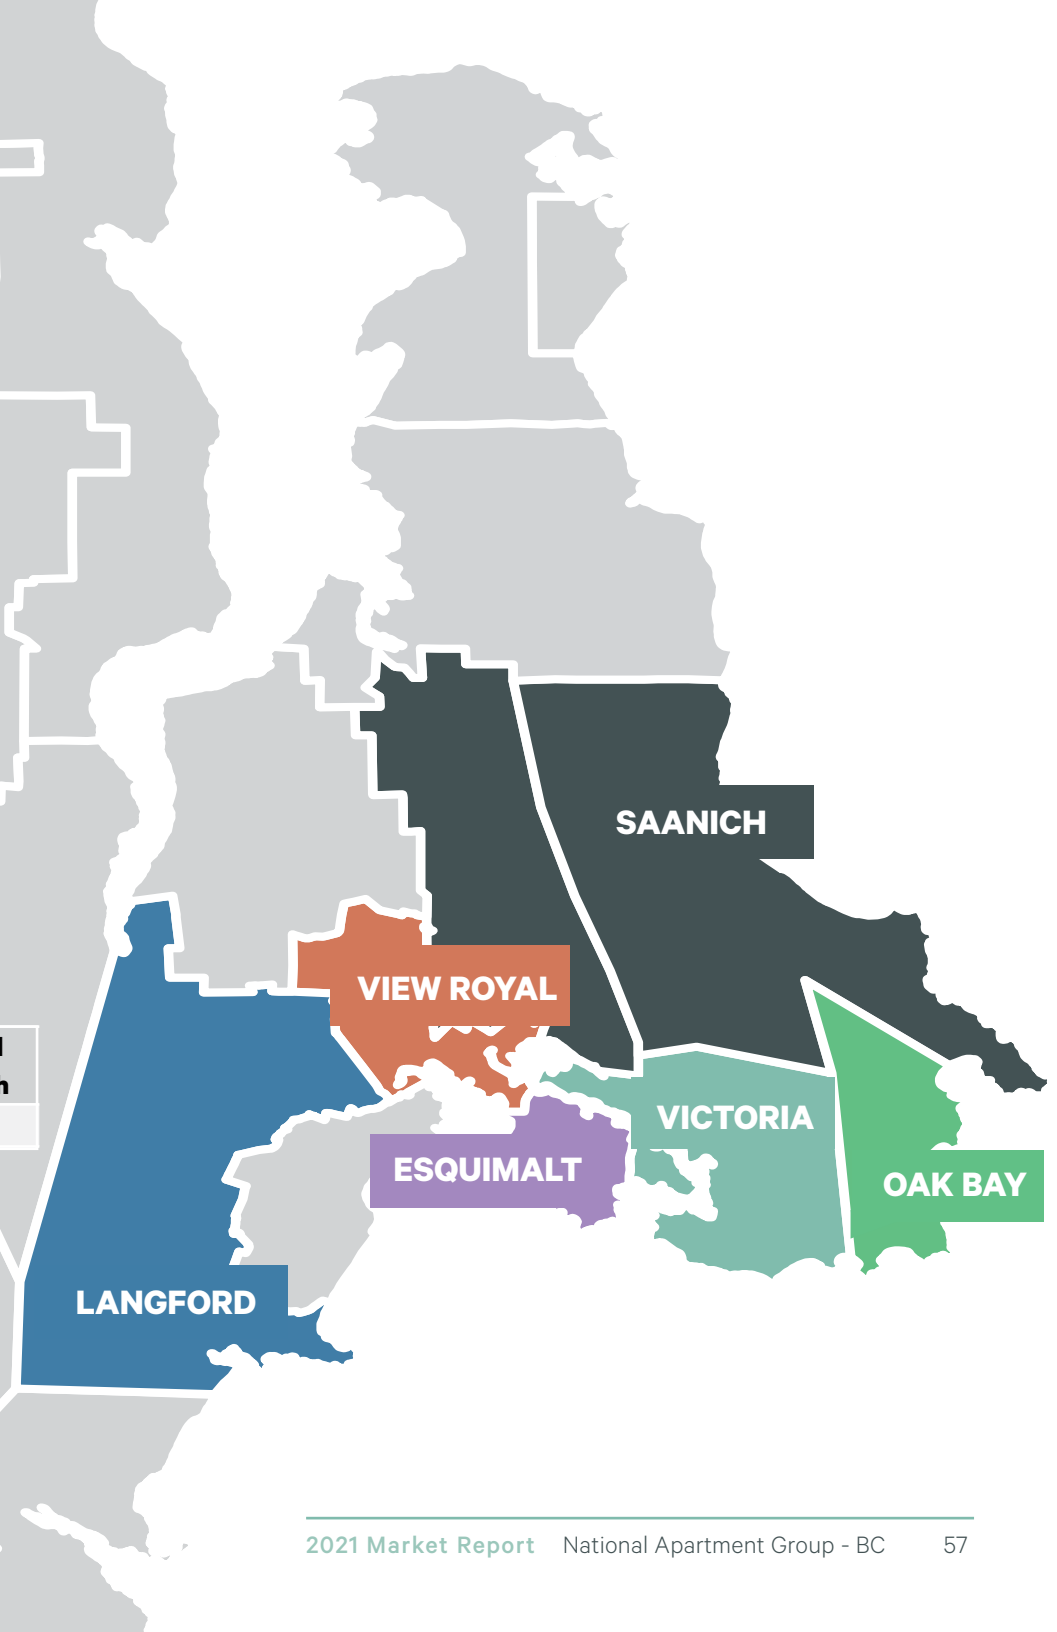 SAANICH
VIEW ROYAL
VICTORIA
ESQUIMALT
OAK BAY
LANGFORD
2021 Market Report National Apartment Group - BC 57